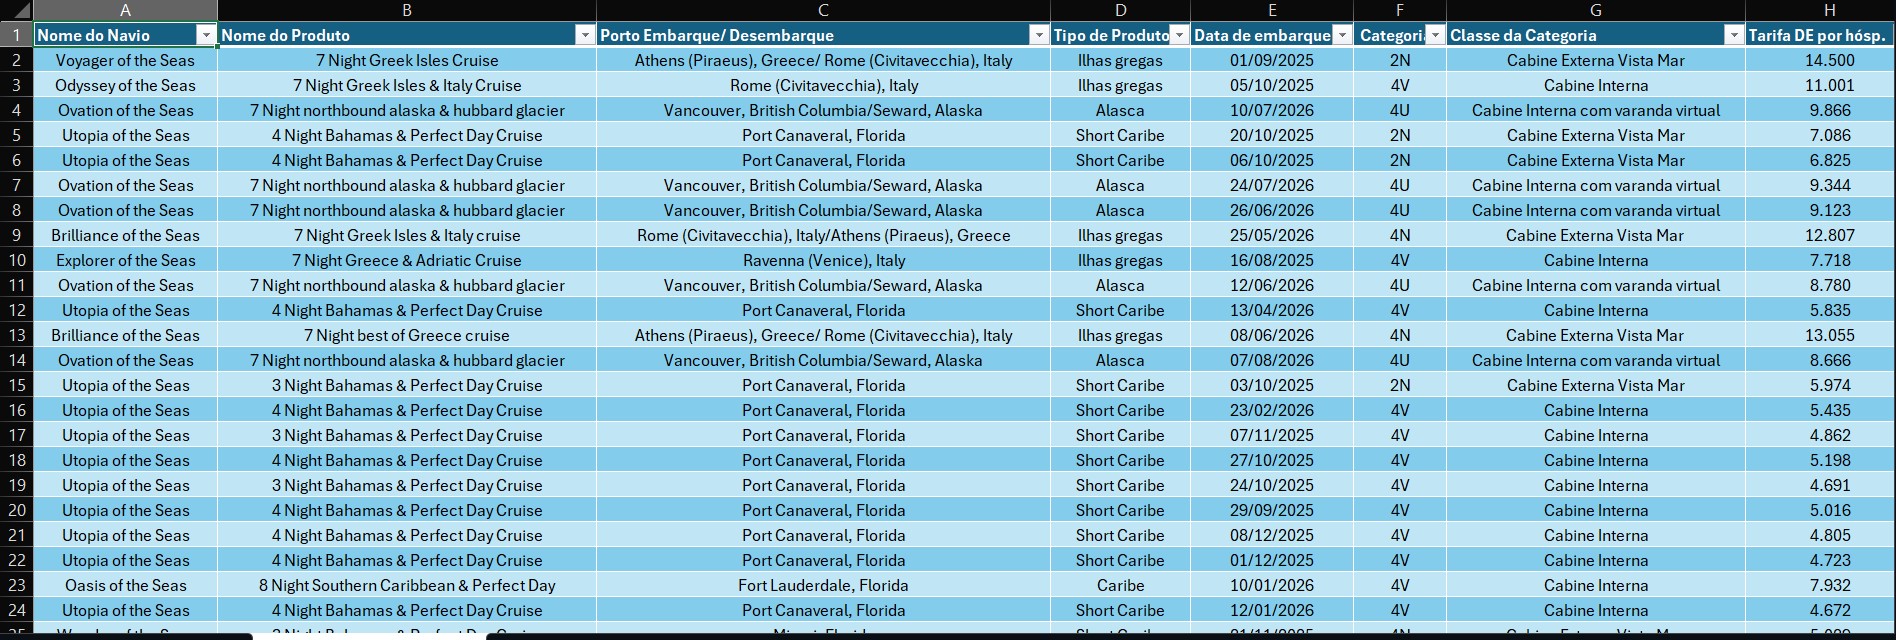 A B C D E F G H
1 Nome do Navio Nome do Produto Porto Embarque/ Desembarque Tipo de Produto Data de embarque Categori Classe da Categoria Tarifa DE por hósp.
2 Voyager of the Seas 7 Night Greek Isles Cruise Athens (Piraeus), Greece/ Rome (Civitavecchia), Italy Ilhas gregas 01/09/2025 2N Cabine Externa Vista Mar 14.500
3 Odyssey of the Seas 7 Night Greek Isles & Italy Cruise Rome (Civitavecchia), Italy Ilhas gregas 05/10/2025 4V Cabine Interna 11.001
4 Ovation of the Seas 7 Night northbound alaska & hubbard glacier Vancouver, British Columbia/Seward, Alaska Alasca 10/07/2026 4U Cabine Interna com varanda virtual 9.866
5 Utopia of the Seas 4 Night Bahamas & Perfect Day Cruise Port Canaveral, Florida Short Caribe 20/10/2025 2N Cabine Externa Vista Mar 7.086
6 Utopia of the Seas 4 Night Bahamas & Perfect Day Cruise Port Canaveral, Florida Short Caribe 06/10/2025 2N Cabine Externa Vista Mar 6.825
7 Ovation of the Seas 7 Night northbound alaska & hubbard glacier Vancouver, British Columbia/Seward, Alaska Alasca 24/07/2026 4U Cabine Interna com varanda virtual 9.344
8 Ovation of the Seas 7 Night northbound alaska & hubbard glacier Vancouver, British Columbia/Seward, Alaska Alasca 26/06/2026 4U Cabine Interna com varanda virtual 9.123
9 Brilliance of the Seas 7 Night Greek Isles & Italy cruise Rome (Civitavecchia), Italy/Athens (Piraeus), Greece Ilhas gregas 25/05/2026 4N Cabine Externa Vista Mar 12.807
10 Explorer of the Seas 7 Night Greece & Adriatic Cruise Ravenna (Venice), Italy Ilhas gregas 16/08/2025 4V Cabine Interna 7.718
11 Ovation of the Seas 7 Night northbound alaska & hubbard glacier Vancouver, British Columbia/Seward, Alaska Alasca 12/06/2026 4U Cabine Interna com varanda virtual 8.780
12 Utopia of the Seas 4 Night Bahamas & Perfect Day Cruise Port Canaveral, Florida Short Caribe 13/04/2026 4V Cabine Interna 5.835
13 Brilliance of the Seas 7 Night best of Greece cruise Athens (Piraeus), Greece/ Rome (Civitavecchia), Italy Ilhas gregas 08/06/2026 4N Cabine Externa Vista Mar 13.055
14 Ovation of the Seas 7 Night northbound alaska & hubbard glacier Vancouver, British Columbia/Seward, Alaska Alasca 07/08/2026 4U Cabine Interna com varanda virtual 8.666
15 Utopia of the Seas 3 Night Bahamas & Perfect Day Cruise Port Canaveral, Florida Short Caribe 03/10/2025 2N Cabine Externa Vista Mar 5.974
16 Utopia of the Seas 4 Night Bahamas & Perfect Day Cruise Port Canaveral, Florida Short Caribe 23/02/2026 4V Cabine Interna 5.435
17 Utopia of the Seas 3 Night Bahamas & Perfect Day Cruise Port Canaveral, Florida Short Caribe 07/11/2025 4V Cabine Interna 4.862
18 Utopia of the Seas 4 Night Bahamas & Perfect Day Cruise Port Canaveral, Florida Short Caribe 27/10/2025 4V Cabine Interna 5.198
19 Utopia of the Seas 3 Night Bahamas & Perfect Day Cruise Port Canaveral, Florida Short Caribe 24/10/2025 4V Cabine Interna 4.691
20 Utopia of the Seas 4 Night Bahamas & Perfect Day Cruise Port Canaveral, Florida Short Caribe 29/09/2025 4V Cabine Interna 5.016
21 Utopia of the Seas 4 Night Bahamas & Perfect Day Cruise Port Canaveral, Florida Short Caribe 08/12/2025 4V Cabine Interna 4.805
22 Utopia of the Seas 4 Night Bahamas & Perfect Day Cruise Port Canaveral, Florida Short Caribe 01/12/2025 4V Cabine Interna 4.723
23 Oasis of the Seas 8 Night Southern Caribbean & Perfect Day Fort Lauderdale, Florida Caribe 10/01/2026 4V Cabine Interna 7.932
24 Utopia of the Seas 4 Night Bahamas & Perfect Day Cruise Port Canaveral, Florida Short Caribe 12/01/2026 4V Cabine Interna 4.672